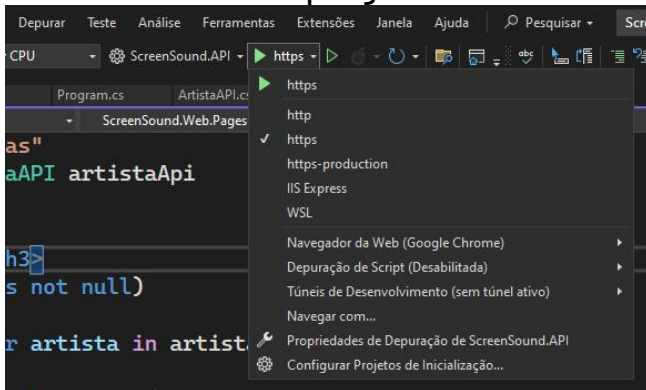 Depurar Teste Análise Ferramentas Extensões Janela Ajuda Pesquisar
CPU ScreenSound.API https
Program.cs ArtistaAPI.cs
ScreenSound.Web.Pages
as"
aAPI artistaApi
h3>
s not null)
r artista in artist
https
http
https
https-production
IIS Express
WSL
Navegador da Web (Google Chrome)
Depuração de Script (Desabilitada)
Túneis de Desenvolvimento (sem túnel ativo)
Navegar com...
Propriedades de Depuração de ScreenSound.API
Configurar Projetos de Inicialização...